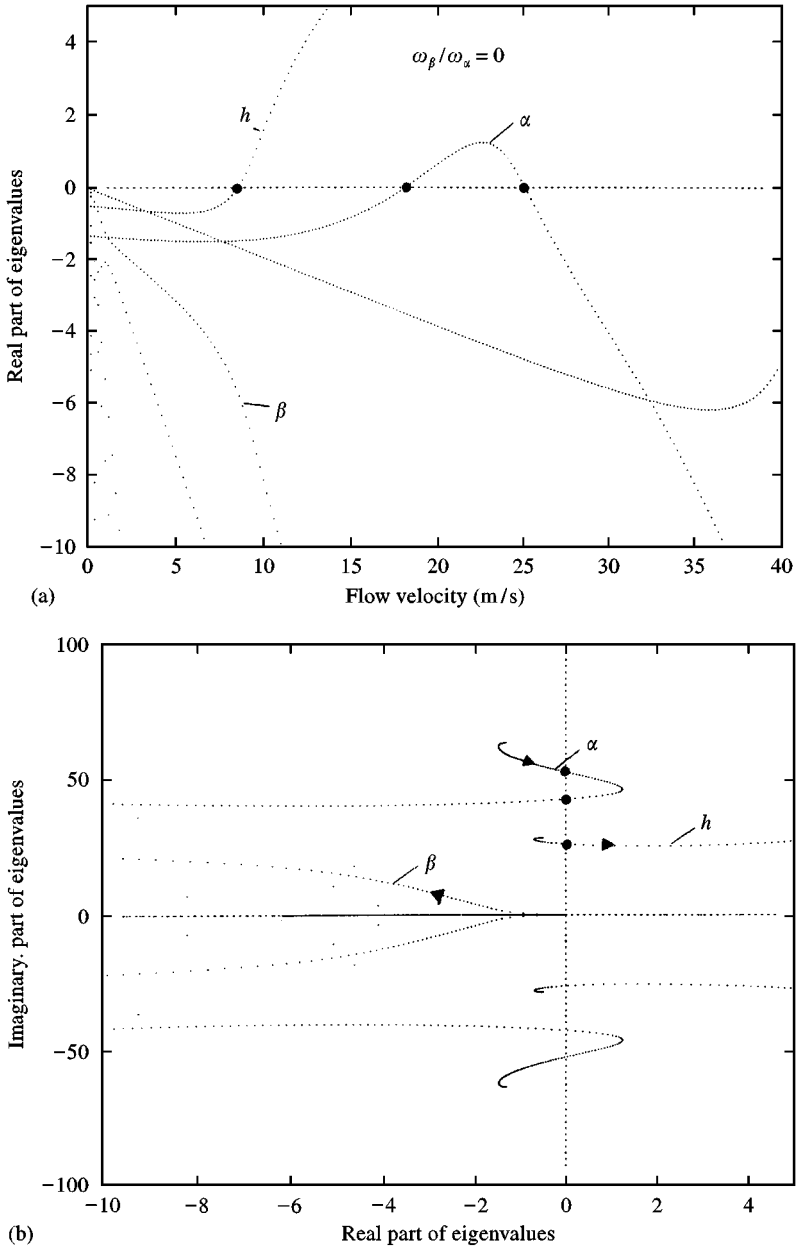 4
2
0
−2
−4
−6
−8
−10
Real part of eigenvalues
ω_β/ω_α = 0
h
α
β
0
5
10
15
20
25
30
35
40
(a)
Flow velocity (m/s)
100
50
0
−50
−100
Imaginary. part of eigenvalues
α
h
β
−10
−8
−6
−4
−2
0
2
4
(b)
Real part of eigenvalues